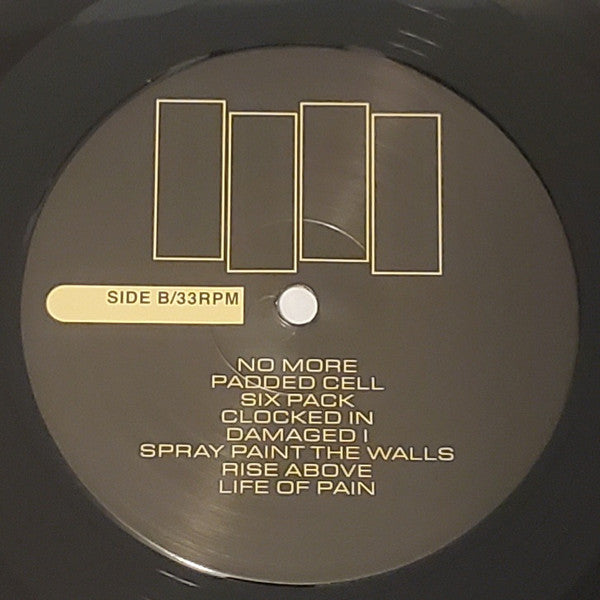 SIDE B/33RPM
NO MORE
PADDED CELL
SIX PACK
CLOCKED IN
DAMAGED I
SPRAY PAINT THE WALLS
RISE ABOVE
LIFE OF PAIN